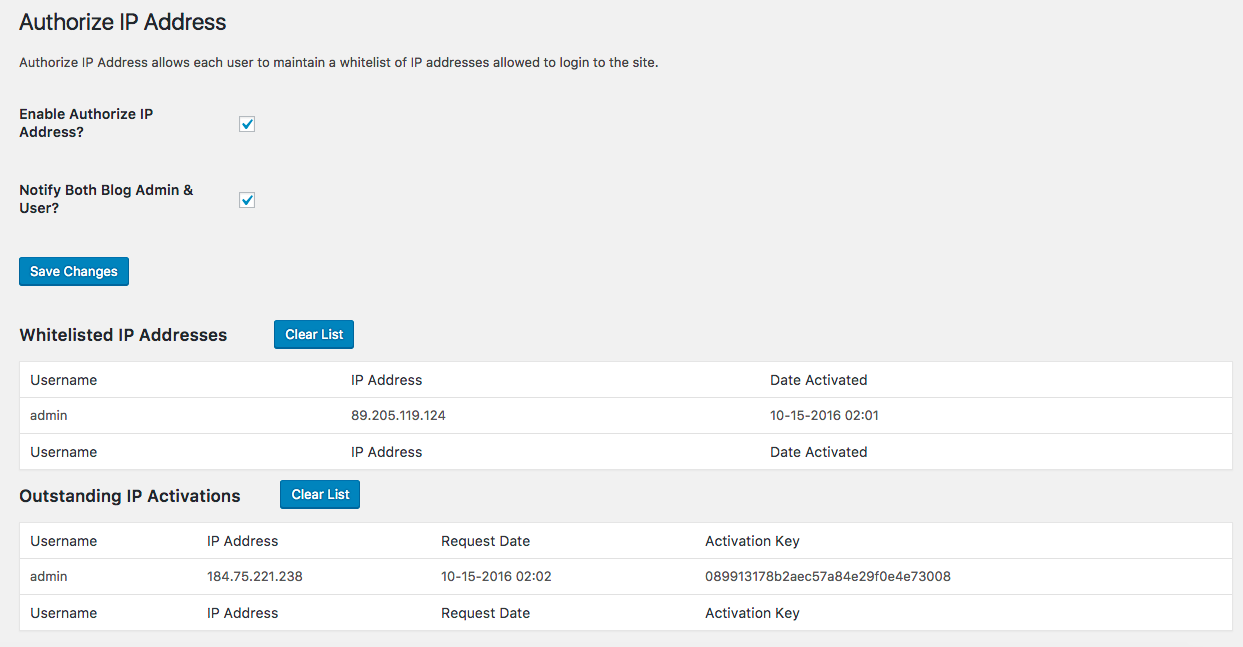 Authorize IP Address
Authorize IP Address allows each user to maintain a whitelist of IP addresses allowed to login to the site.
Enable Authorize IP
Address?
Notify Both Blog Admin &
User?
Save Changes
Whitelisted IP Addresses Clear List
Username IP Address Date Activated
admin 89.205.119.124 10-15-2016 02:01
Username IP Address Date Activated
Outstanding IP Activations Clear List
Username IP Address Request Date Activation Key
admin 184.75.221.238 10-15-2016 02:02 089913178b2aec57a84e29f0e4e73008
Username IP Address Request Date Activation Key